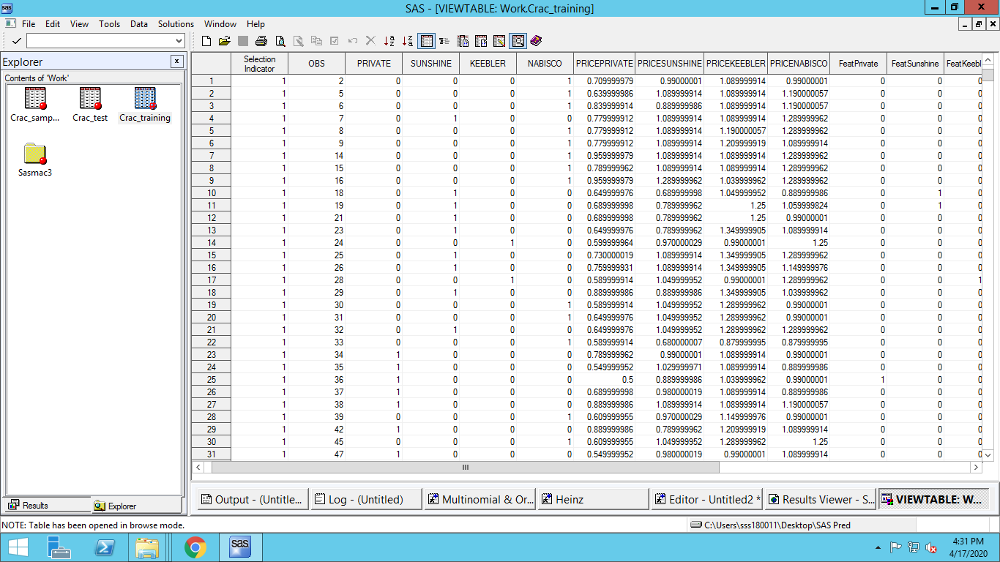 SAS - [VIEWTABLE: Work.Crac_training]
File Edit View Tools Data Solutions Window Help
Explorer
Contents of 'Work'
Crac_samp... Crac_test Crac_training
Sasmac3
Selection Indicator OBS PRIVATE SUNSHINE KEEBLER NABISCO PRICEPRIVATE PRICESUNSHINE PRICEKEEBLER PRICENABISCO FeatPrivate FeatSunshine FeatKeebl
1 1 2 0 0 0 1 0.709999979 0.99000001 1.089999914 0.99000001 0 0 0
2 1 5 0 0 0 1 0.639999986 1.089999914 1.089999914 1.190000057 0 0 0
3 1 6 0 0 0 1 0.839999914 0.889999986 1.089999914 1.190000057 0 0 0
4 1 7 0 1 0 0 0.779999912 1.089999914 1.089999914 1.289999962 0 0 0
5 1 8 0 0 0 1 0.779999912 1.089999914 1.190000057 1.289999962 0 0 0
6 1 9 0 0 0 1 0.779999912 1.089999914 1.209999919 1.089999914 0 0 0
7 1 14 0 0 0 1 0.959999979 1.089999914 1.089999914 1.289999962 0 0 0
8 1 15 0 0 0 1 0.789999962 1.089999914 1.089999914 1.289999962 0 0 0
9 1 16 0 0 0 1 0.959999979 1.289999962 1.039999962 1.289999962 0 0 0
10 1 18 0 1 0 0 0.649999976 0.689999998 1.049999952 0.889999986 0 1 0
11 1 19 0 1 0 0 0.689999998 0.789999962 1.25 1.059999824 0 1 0
12 1 21 0 1 0 0 0.689999998 0.789999962 1.25 0.99000001 0 0 0
13 1 23 0 1 0 0 0.649999976 0.789999962 1.349999905 1.089999914 0 0 0
14 1 24 0 0 1 0 0.599999964 0.970000029 0.99000001 1.25 0 0 0
15 1 25 0 1 0 0 0.730000019 1.089999914 1.349999905 1.289999962 0 0 0
16 1 26 0 1 0 0 0.759999931 1.089999914 1.349999905 1.149999976 0 0 0
17 1 28 0 0 1 0 0.589999914 1.049999952 0.99000001 1.289999962 0 0 1
18 1 29 0 1 0 0 0.889999986 0.889999986 1.349999905 1.039999962 0 0 0
19 1 30 0 0 0 1 0.589999914 1.049999952 1.289999962 0.99000001 0 0 0
20 1 31 0 0 0 1 0.649999976 1.049999952 1.289999962 0.99000001 0 0 0
21 1 32 0 1 0 0 0.649999976 1.049999952 1.289999962 1.289999962 0 0 0
22 1 33 0 0 0 1 0.589999914 0.680000007 0.879999995 0.879999995 0 0 0
23 1 34 1 0 0 0 0.789999962 0.99000001 1.089999914 0.99000001 0 0 0
24 1 35 1 0 0 0 0.549999952 1.029999971 1.089999914 0.889999986 0 0 0
25 1 36 1 0 0 0 0.5 0.889999986 1.039999962 0.99000001 1 0 0
26 1 37 1 0 0 0 0.689999998 0.980000019 1.089999914 0.889999986 0 0 0
27 1 38 1 0 0 0 0.889999986 1.089999914 1.089999914 1.190000057 0 0 0
28 1 39 0 0 0 1 0.609999955 0.970000029 1.149999976 0.99000001 0 0 0
29 1 42 1 0 0 0 0.889999986 0.789999962 1.209999919 1.089999914 0 0 0
30 1 45 0 0 0 1 0.609999955 1.049999952 1.289999962 1.25 0 0 0
31 1 47 1 0 0 0 0.549999952 0.980000019 0.99000001 1.089999914 0 0 0
Results Explorer
Output - (Untitle... Log - (Untitled) Multinomial & Or... Heinz Editor - Untitled2 * Results Viewer - S... VIEWTABLE: W...
NOTE: Table has been opened in browse mode. C:\Users\sss180011\Desktop\SAS Pred
sas
4:31 PM
4/17/2020